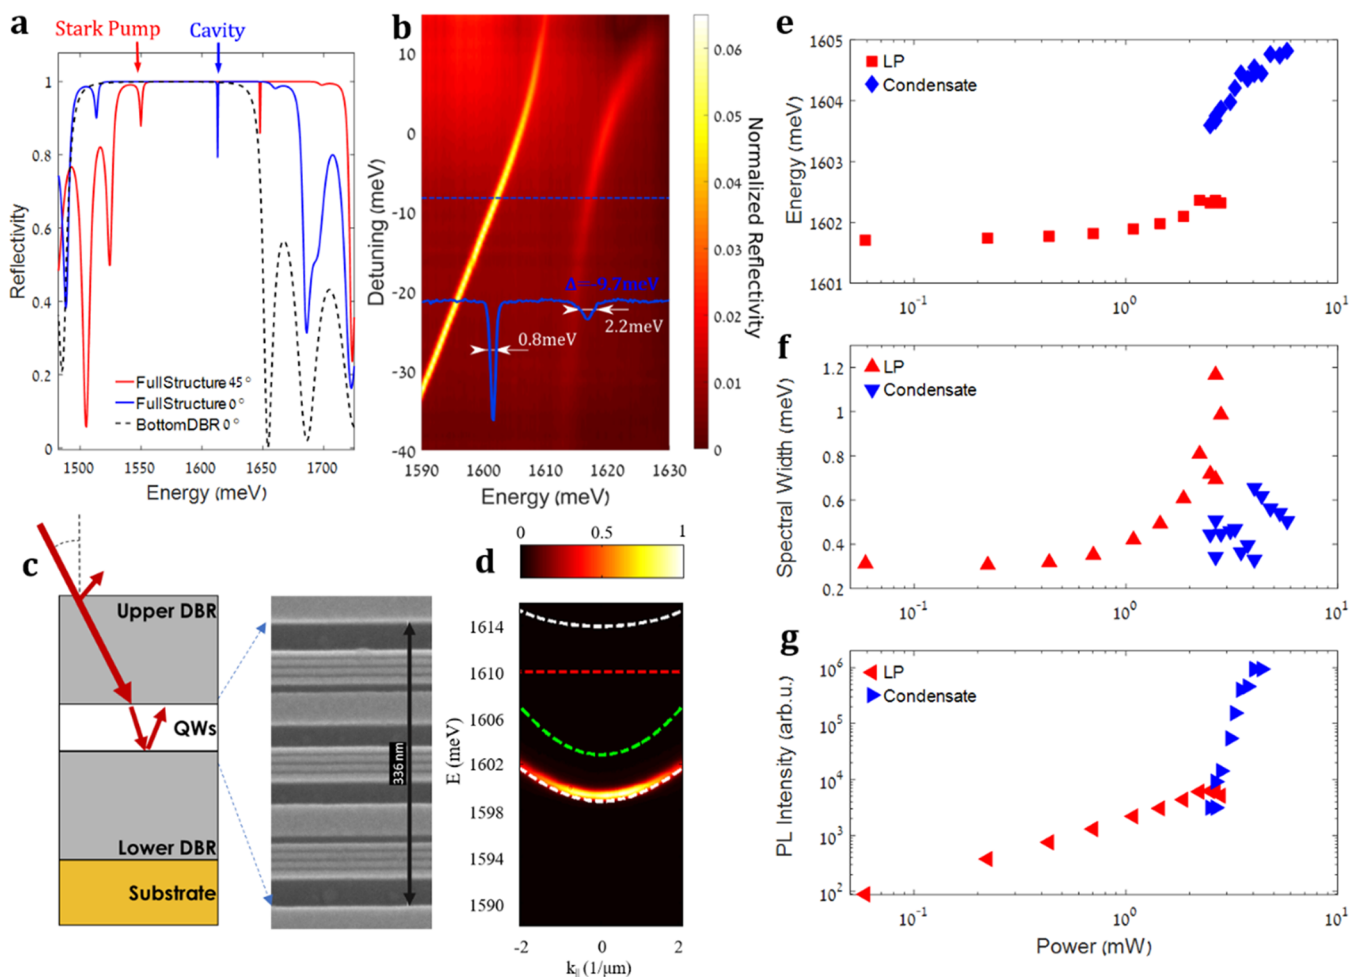 a
Stark Pump
Cavity
1
0.8
0.6
0.4
0.2
0
Reflectivity
FullStructure 45°
FullStructure 0°
BottomDBR 0°
1500
1550
1600
1650
1700
Energy (meV)
b
10
0
-10
-20
-30
-40
Detuning (meV)
Δ=-9.7meV
0.8meV
2.2meV
1590
1600
1610
1620
1630
Energy (meV)
0.06
0.05
0.04
0.03
0.02
0.01
0
Normalized Reflectivity
c
Upper DBR
QWs
Lower DBR
Substrate
336 nm
d
0
0.5
1
1614
1610
1606
1602
1598
1594
1590
E (meV)
-2
0
2
k|| (1/μm)
e
1605
1604
1603
1602
1601
Energy (meV)
LP
Condensate
10-1
100
101
f
1.2
1
0.8
0.6
0.4
0.2
Spectral Width (meV)
LP
Condensate
10-1
100
101
g
106
105
104
103
102
PL Intensity (arb.u.)
LP
Condensate
10-1
100
101
Power (mW)